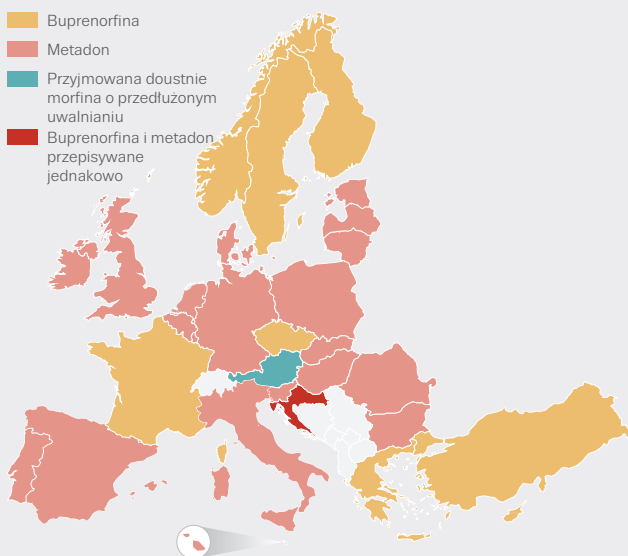 Buprenorfina
Metadon
Przyjmowana doustnie
morfina o przedłużonym
uwalnianiu
Buprenorfina i metadon
przepisywane
jednakowo